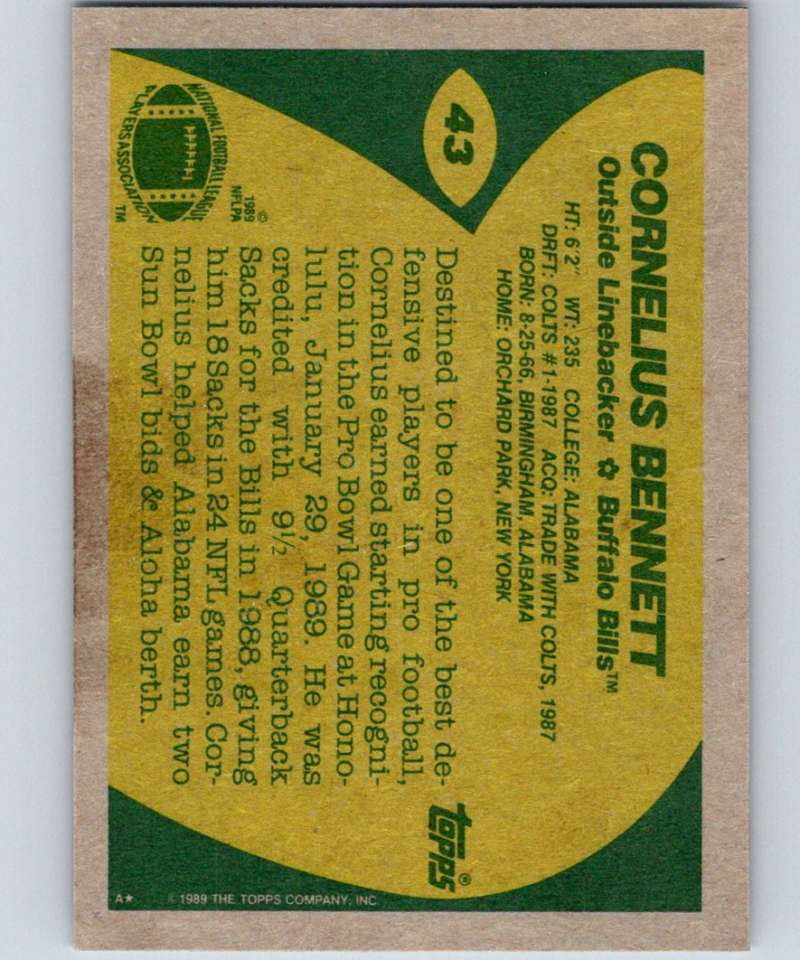 43
CORNELIUS BENNETT
Outside Linebacker ✿ Buffalo Bills™
HT: 6'2" WT: 235 COLLEGE: ALABAMA
DRFT: COLTS #1-1987 ACQ: TRADE WITH COLTS, 1987
BORN: 8-25-66, BIRMINGHAM, ALABAMA
HOME: ORCHARD PARK, NEW YORK
Destined to be one of the best de-
fensive players in pro football,
Cornelius earned starting recogni-
tion in the Pro Bowl Game at Hono-
lulu, January 29, 1989. He was
credited with 9½ Quarterback
Sacks for the Bills in 1988, giving
him 18 Sacks in 24 NFL games. Cor-
nelius helped Alabama earn two
Sun Bowl bids & Aloha berth.
NATIONAL FOOTBALL LEAGUE
PLAYERS ASSOCIATION
TM
©
1989
NFLPA
topps®
A★ © 1989 THE TOPPS COMPANY, INC.